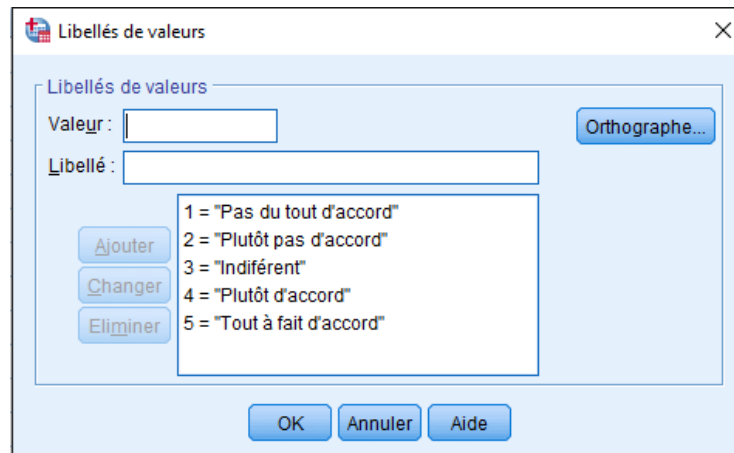 Libellés de valeurs
Libellés de valeurs
Valeur :
Orthographe...
Libellé :
1 = "Pas du tout d'accord"
2 = "Plutôt pas d'accord"
3 = "Indiférent"
4 = "Plutôt d'accord"
5 = "Tout à fait d'accord"
Ajouter
Changer
Eliminer
OK
Annuler
Aide